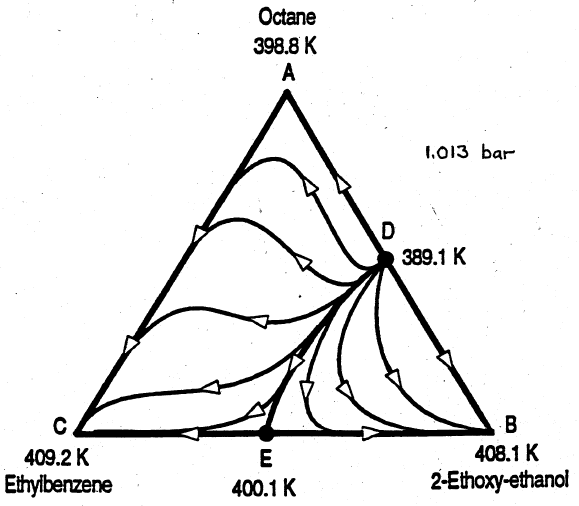 Octane
398.8 K
A
1.013 bar
D
389.1 K
C
B
409.2 K
Ethylbenzene
E
400.1 K
408.1 K
2-Ethoxy-ethanol